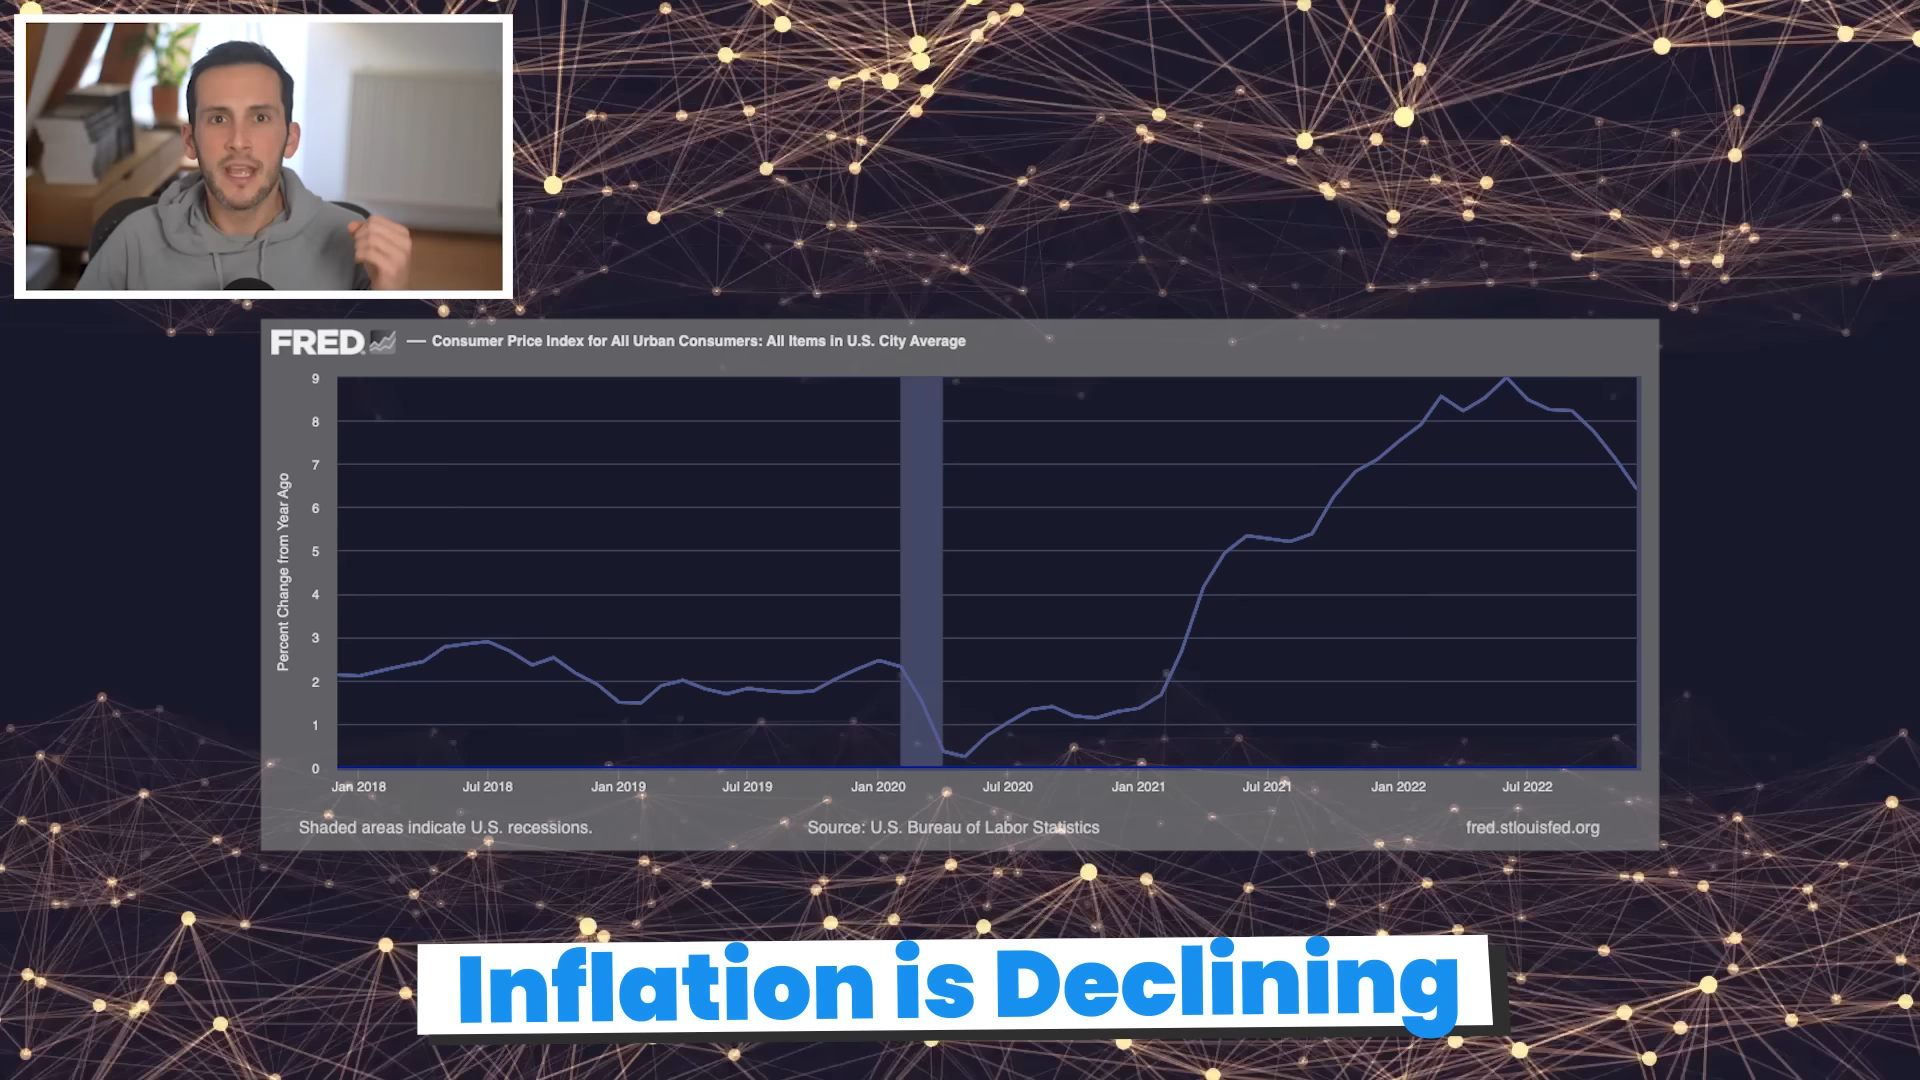 FRED — Consumer Price Index for All Urban Consumers: All Items in U.S. City Average
Percent Change from Year Ago
9
8
7
6
5
4
3
2
1
0
Jan 2018 Jul 2018 Jan 2019 Jul 2019 Jan 2020 Jul 2020 Jan 2021 Jul 2021 Jan 2022 Jul 2022
Shaded areas indicate U.S. recessions. Source: U.S. Bureau of Labor Statistics fred.stlouisfed.org
Inflation is Declining